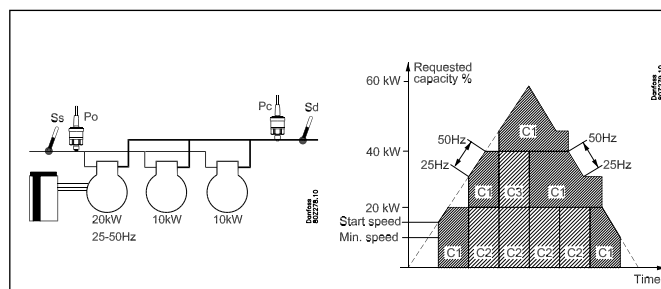 Ss
Po
Pc
Sd
20kW
10kW
10kW
25-50Hz
Danfoss
80Z278.10
60 kW
Requested
capacity %
50Hz
25Hz
40 kW
C1
50Hz
25Hz
C1
C3
C1
20 kW
Start speed
Min. speed
C1
C2
C2
C2
C2
C1
Time
Danfoss
80Z279.10